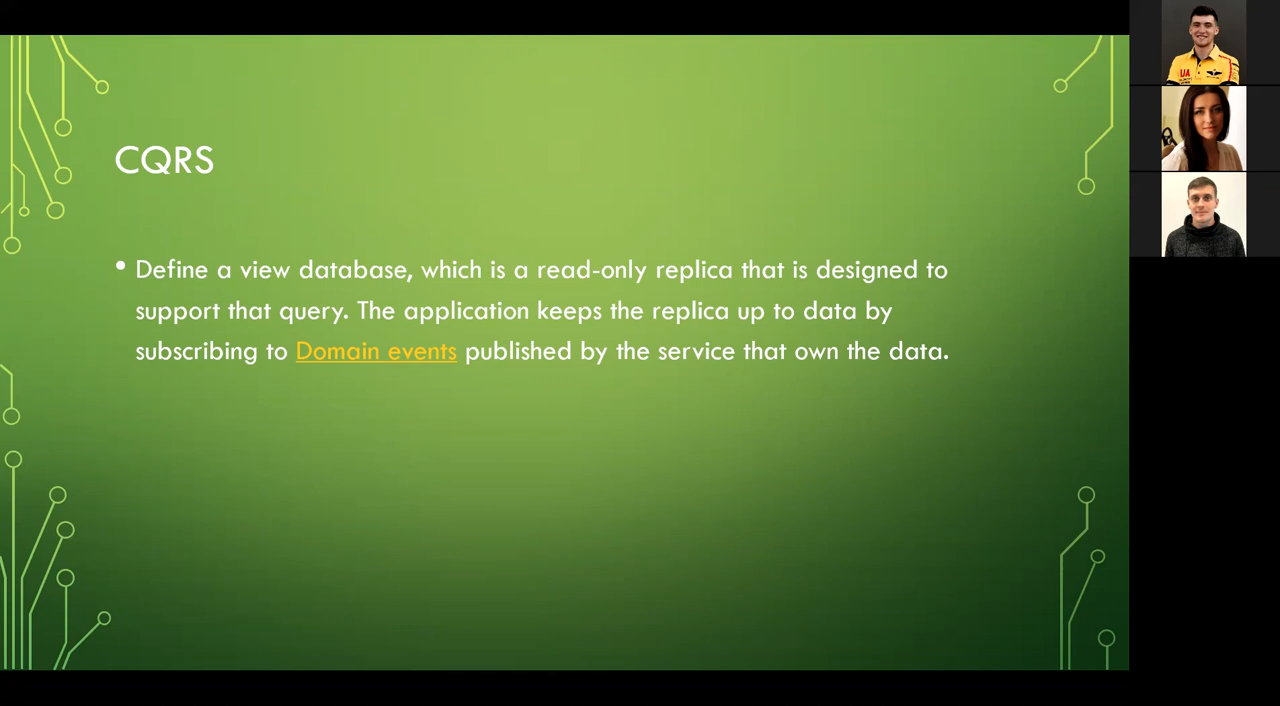 CQRS
• Define a view database, which is a read-only replica that is designed to
support that query. The application keeps the replica up to data by
subscribing to Domain events published by the service that own the data.
UA